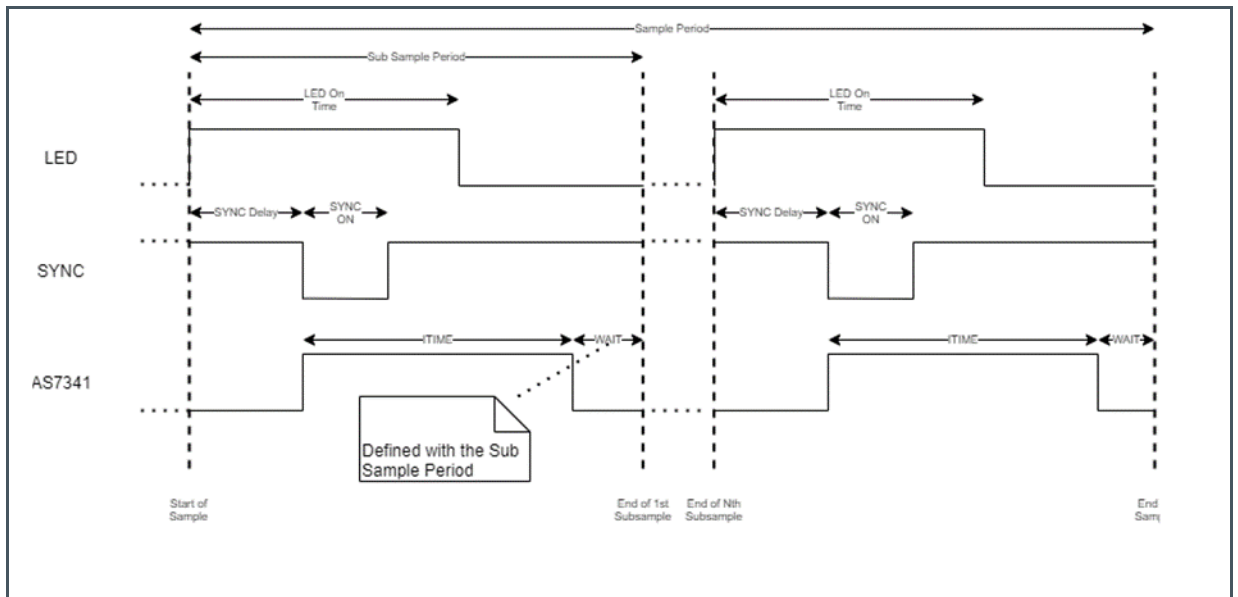 Sample Period
Sub Sample Period
LED On
Time
LED On
Time
LED
SYNC Delay
SYNC
ON
SYNC Delay
SYNC
ON
SYNC
ITIME
WAIT
ITIME
WAIT
AS7341
Defined with the Sub
Sample Period
Start of
Sample
End of 1st
Subsample
End of Nth
Subsample
End